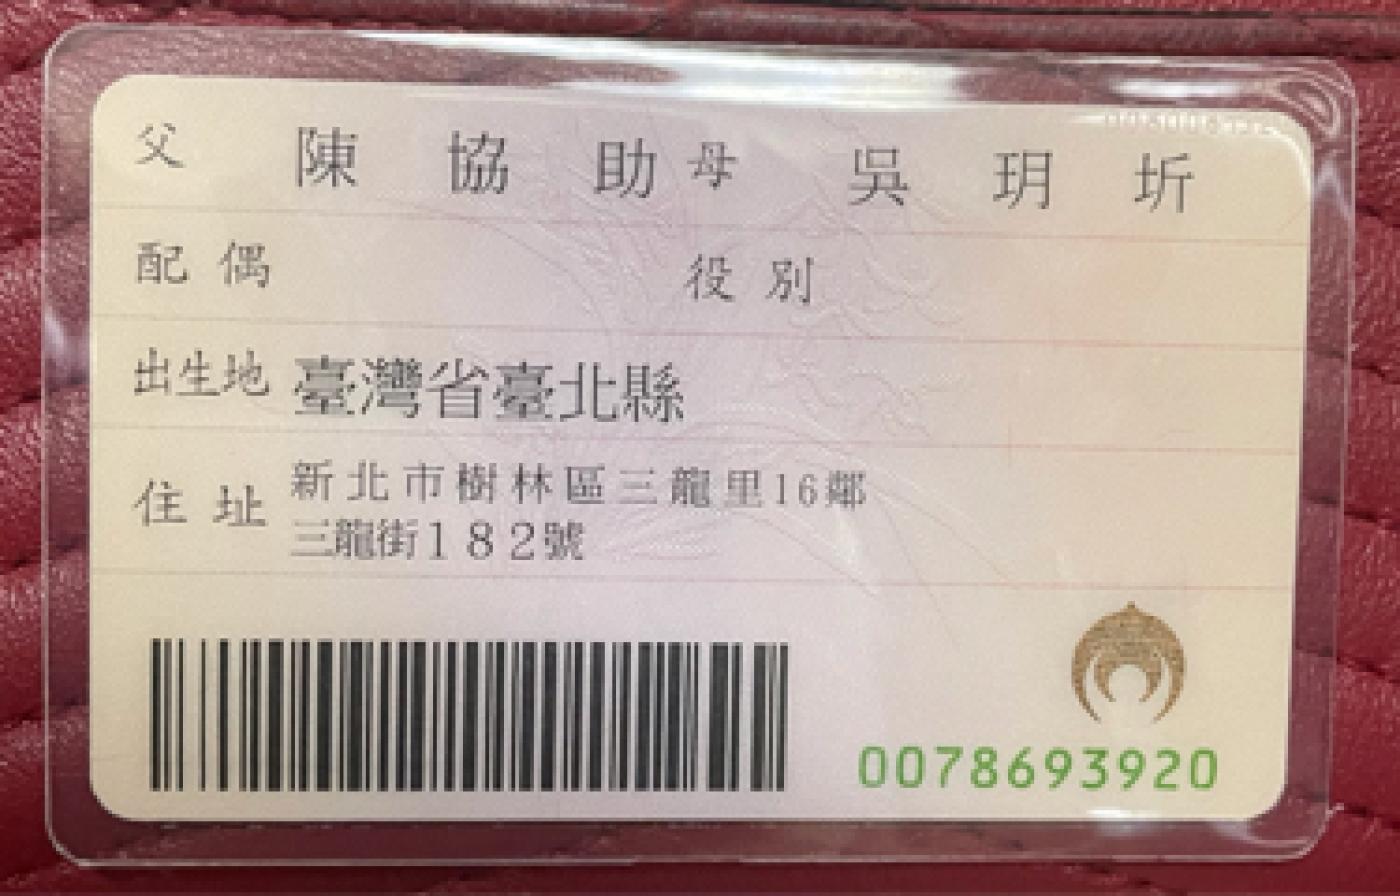 父 陳協助 母 吳玥圻
配偶 役別
出生地 臺灣省臺北縣
住址 新北市樹林區三龍里16鄰
三龍街182號
0078693920